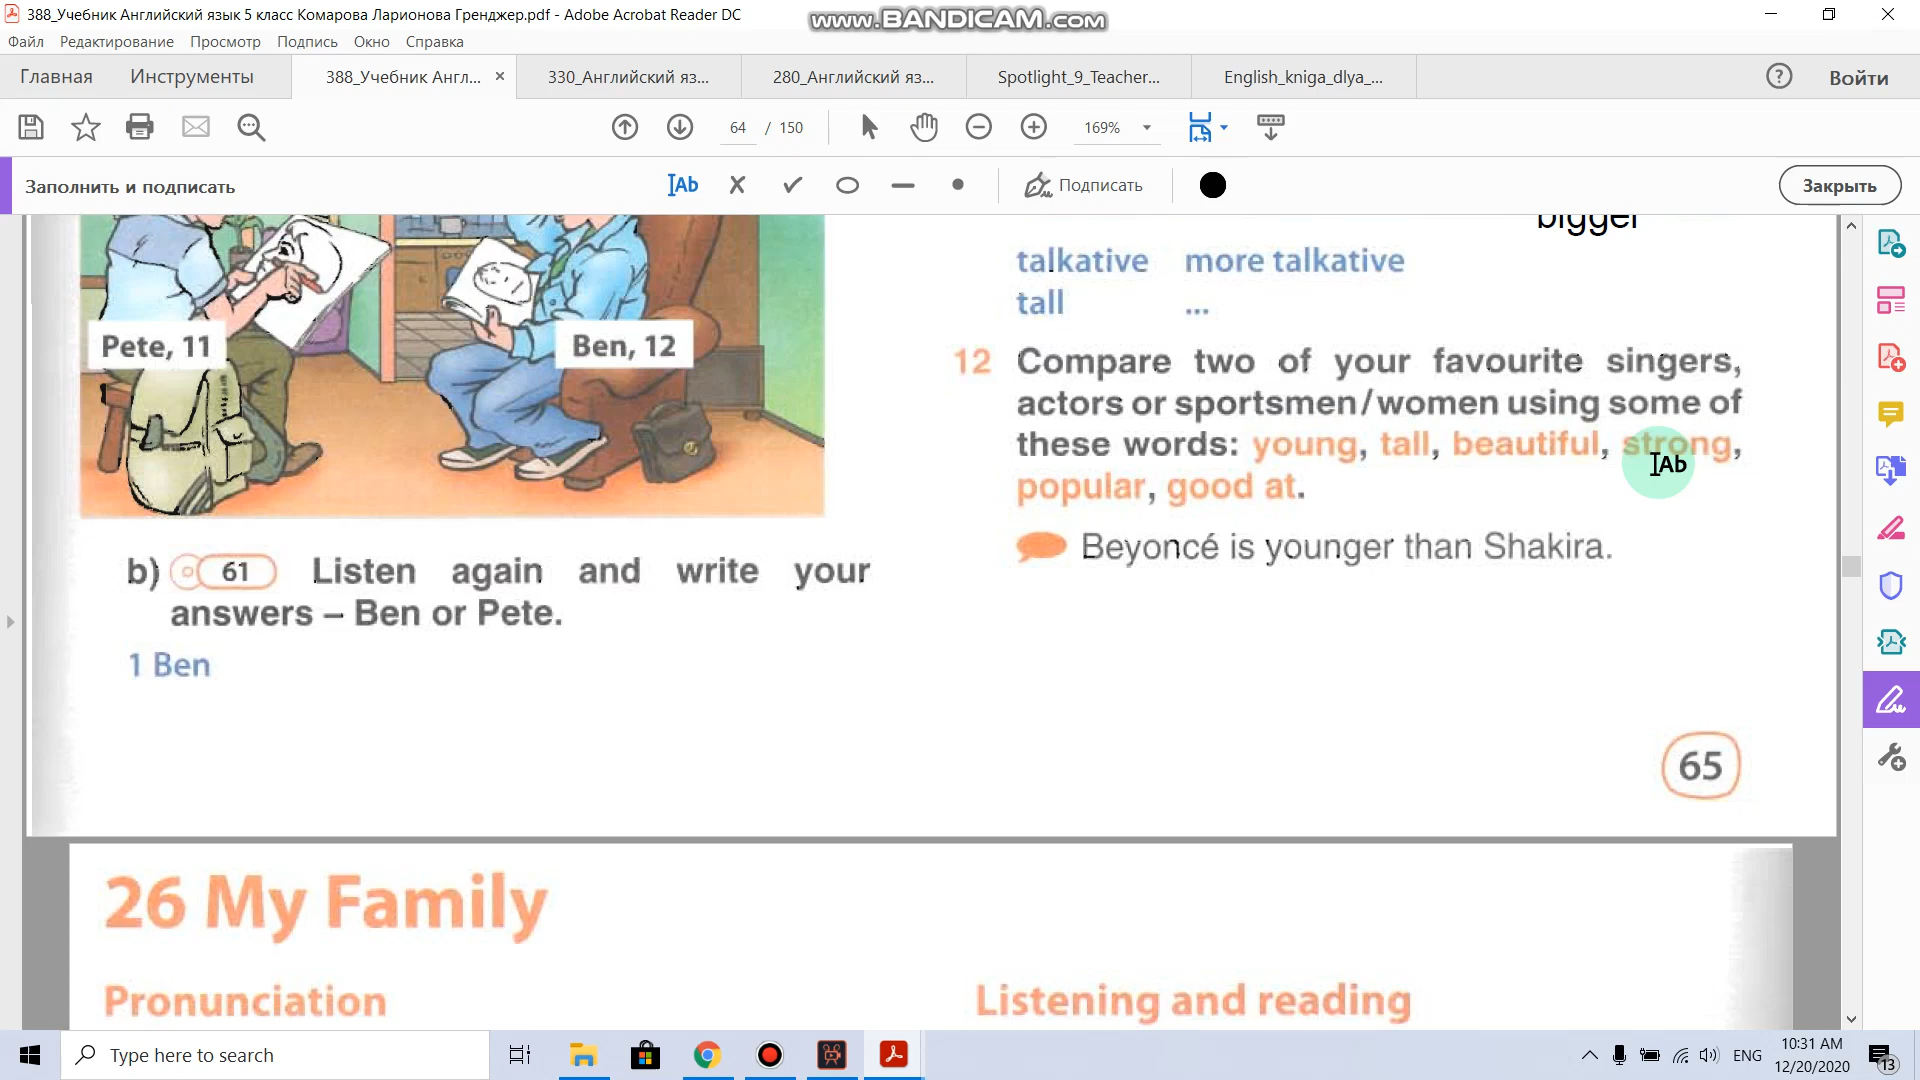 388_Учебник Английский язык 5 класс Комарова Ларионова Гренджер.pdf - Adobe Acrobat Reader DC
www.BANDICAM.com
Файл Редактирование Просмотр Подпись Окно Справка
Главная Инструменты 388_Учебник Англ... × 330_Английский яз... 280_Английский яз... Spotlight_9_Teacher... English_kniga_dlya_... ? Войти
64 / 150 169%
Заполнить и подписать IAb Подписать Закрыть
Pete, 11
Ben, 12
b) 61 Listen again and write your
answers – Ben or Pete.
1 Ben
bigger
talkative more talkative
tall ...
12 Compare two of your favourite singers,
actors or sportsmen/women using some of
these words: young, tall, beautiful, strong,
IAb
popular, good at.
Beyoncé is younger than Shakira.
65
26 My Family
Pronunciation
Listening and reading
Type here to search
ENG
10:31 AM
12/20/2020
13